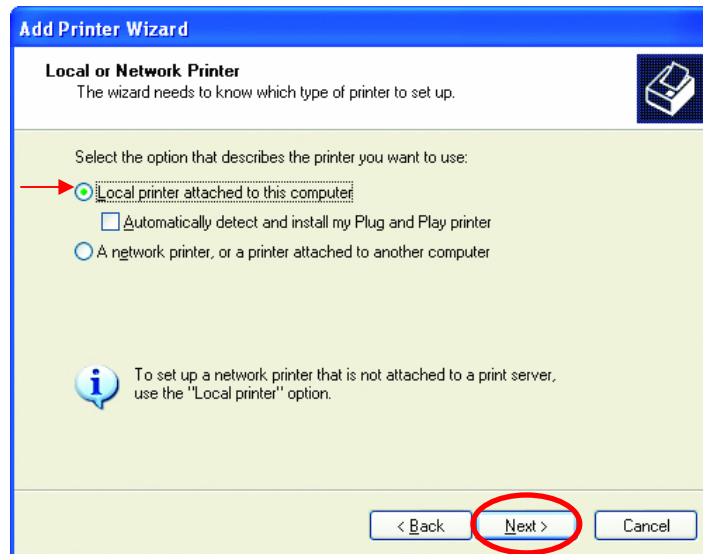 Add Printer Wizard
Local or Network Printer
The wizard needs to know which type of printer to set up.
Select the option that describes the printer you want to use:
Local printer attached to this computer
Automatically detect and install my Plug and Play printer
A network printer, or a printer attached to another computer
To set up a network printer that is not attached to a print server,
use the "Local printer" option.
< Back Next > Cancel